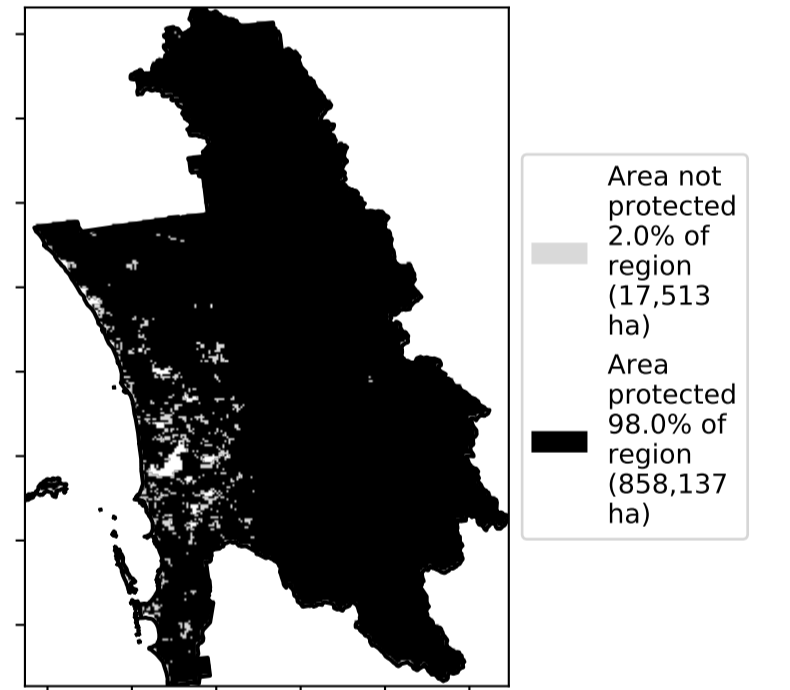 Area not
protected
2.0% of
region
(17,513
ha)
Area
protected
98.0% of
region
(858,137
ha)